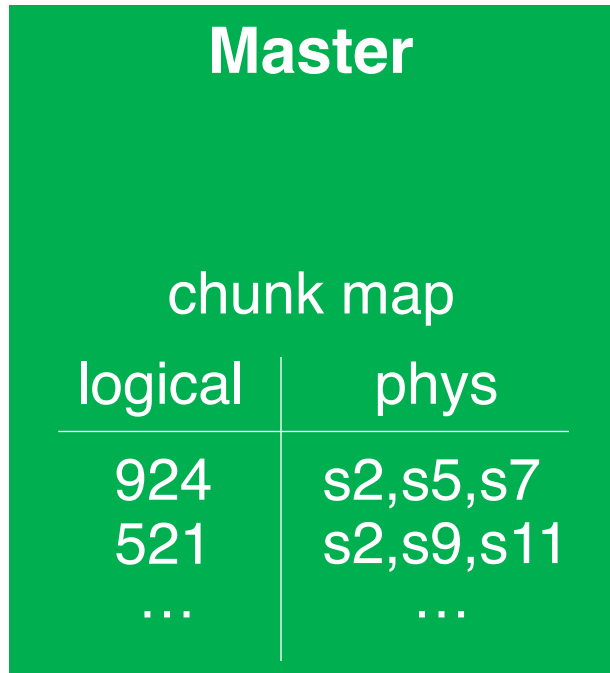 Master
chunk map
logical phys
924 s2,s5,s7
521 s2,s9,s11
… …